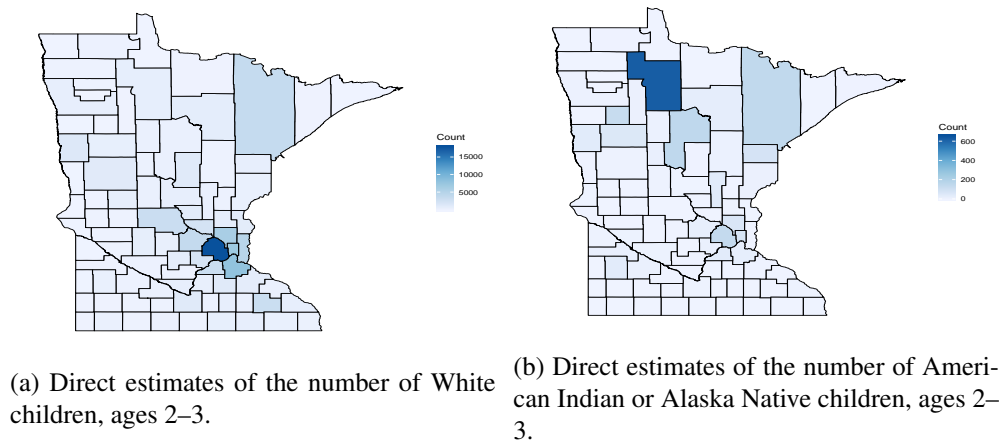 Count
15000
10000
5000
Count
600
400
200
0
(a) Direct estimates of the number of White
children, ages 2–3.
(b) Direct estimates of the number of Ameri-
can Indian or Alaska Native children, ages 2–
3.